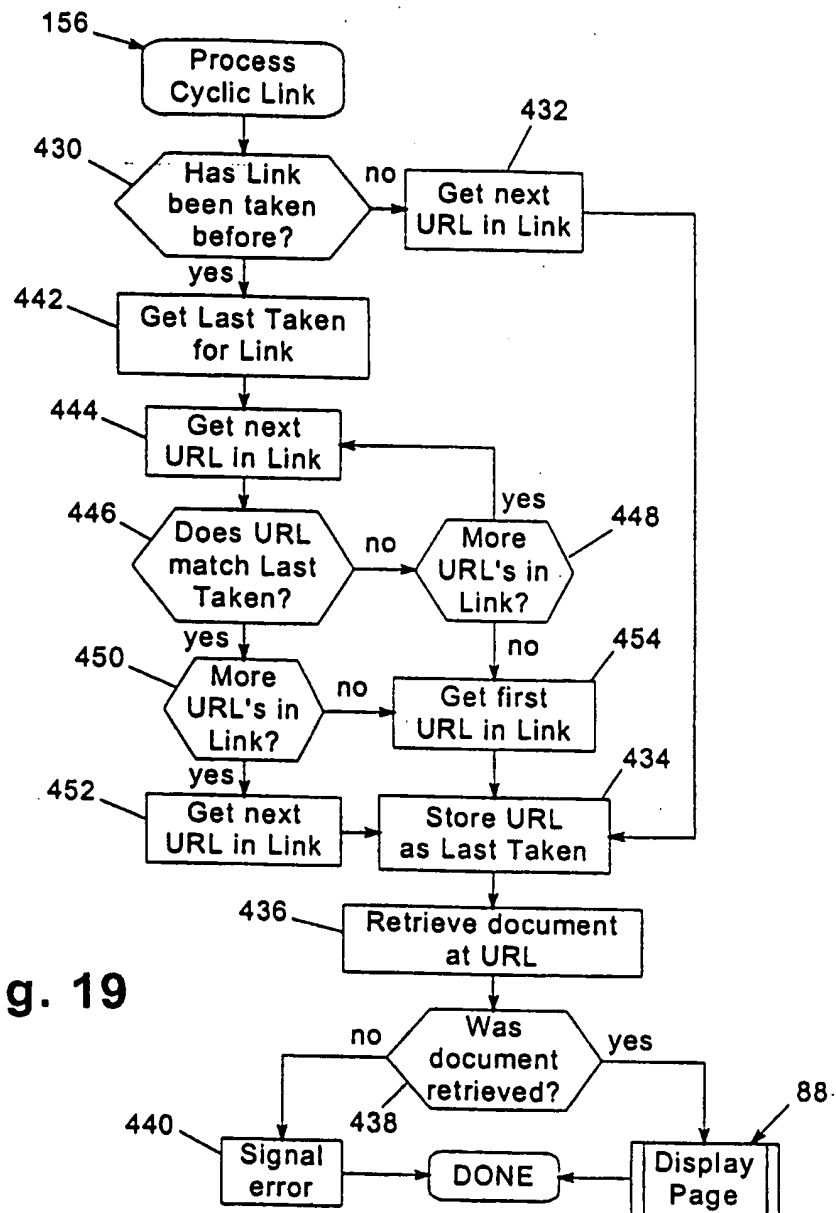 156
Process
Cyclic Link
430
Has Link
been taken
before?
no
432
Get next
URL in Link
yes
442
Get Last Taken
for Link
444
Get next
URL in Link
446
Does URL
match Last
Taken?
no
yes
448
More
URL's in
Link?
yes
no
450
More
URL's in
Link?
no
454
Get first
URL in Link
yes
452
Get next
URL in Link
434
Store URL
as Last Taken
436
Retrieve document
at URL
g. 19
no
Was
document
retrieved?
yes
438
440
Signal
error
DONE
88
Display
Page